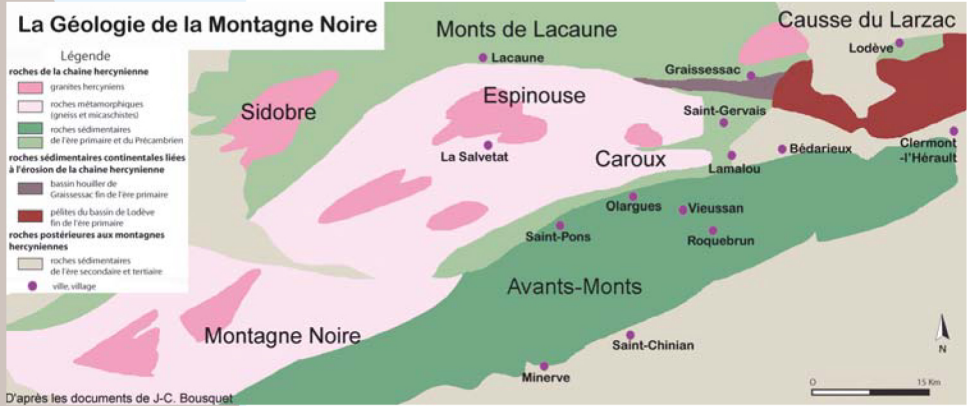 La Géologie de la Montagne Noire
Légende
roches de la chaîne hercynienne
granites hercyniens
roches métamorphiques
(gneiss et micaschistes)
roches sédimentaires
de l'ère primaire et du Précambrien
roches sédimentaires continentales liées
à l'érosion de la chaîne hercynienne
bassin houiller de
Graissessac fin de l'ère primaire
pélites du bassin de Lodève
fin de l'ère primaire
roches postérieures aux montagnes
hercyniennes
roches sédimentaires
de l'ère secondaire et tertiaire
ville, village
Monts de Lacaune
Causse du Larzac
Lodève
Lacaune
Graissessac
Sidobre
Espinouse
Saint-Gervais
La Salvetat
Caroux
Bédarieux
Clermont
-l'Hérault
Lamalou
Olargues
Vieussan
Saint-Pons
Roquebrun
Avants-Monts
Montagne Noire
Saint-Chinian
Minerve
N
0
15 Km
D'après les documents de J-C. Bousquet